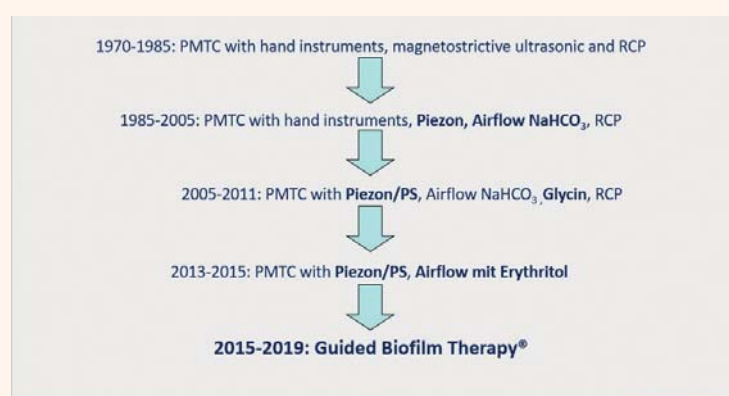 1970-1985: PMTC with hand instruments, magnetostrictive ultrasonic and RCP
1985-2005: PMTC with hand instruments, Piezon, Airflow NaHCO₃, RCP
2005-2011: PMTC with Piezon/PS, Airflow NaHCO₃, Glycin, RCP
2013-2015: PMTC with Piezon/PS, Airflow mit Erythritol
2015-2019: Guided Biofilm Therapy®